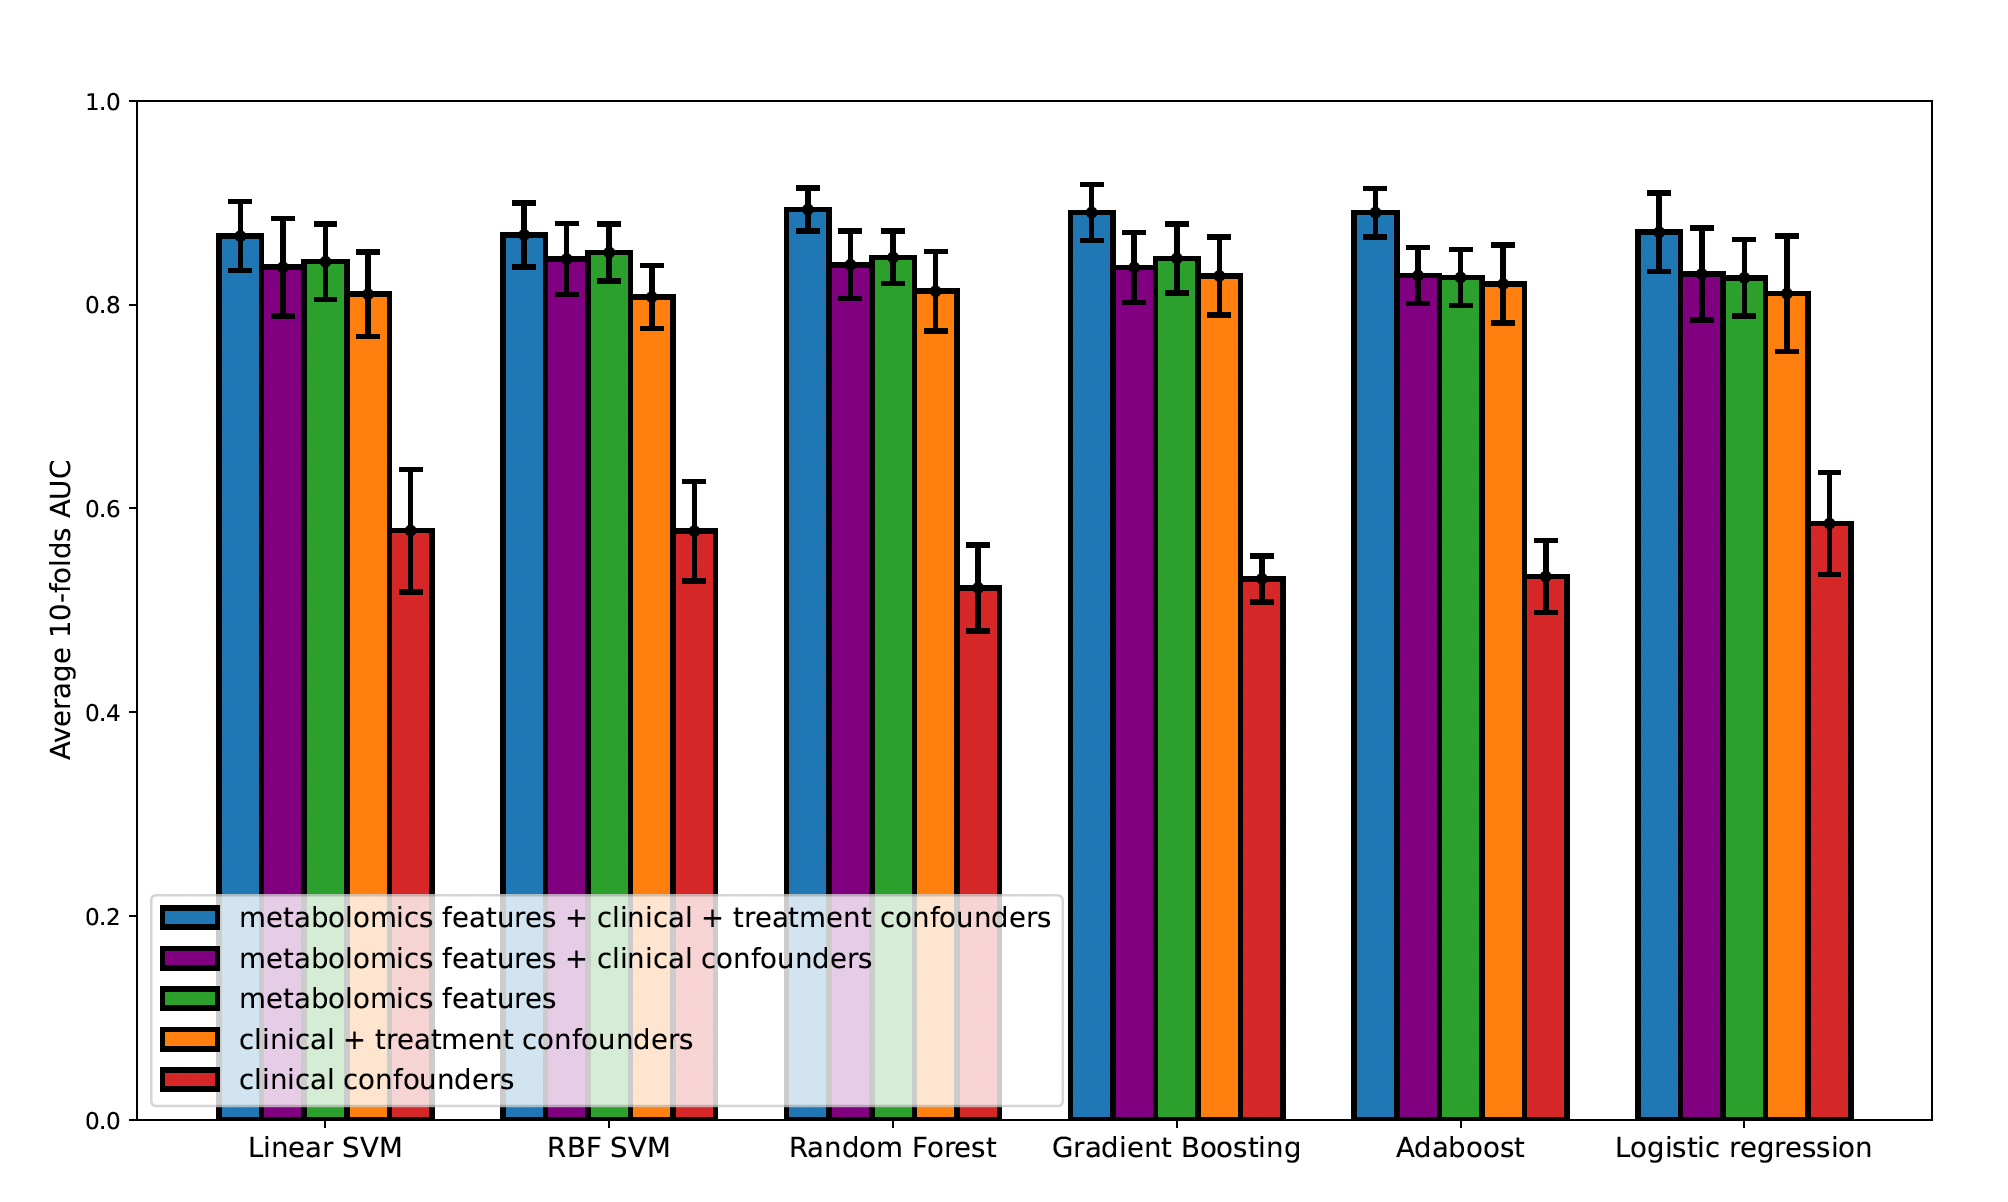 1.0
0.8
0.6
0.4
0.2
0.0
Average 10-folds AUC
metabolomics features + clinical + treatment confounders
metabolomics features + clinical confounders
metabolomics features
clinical + treatment confounders
clinical confounders
Linear SVM
RBF SVM
Random Forest
Gradient Boosting
Adaboost
Logistic regression